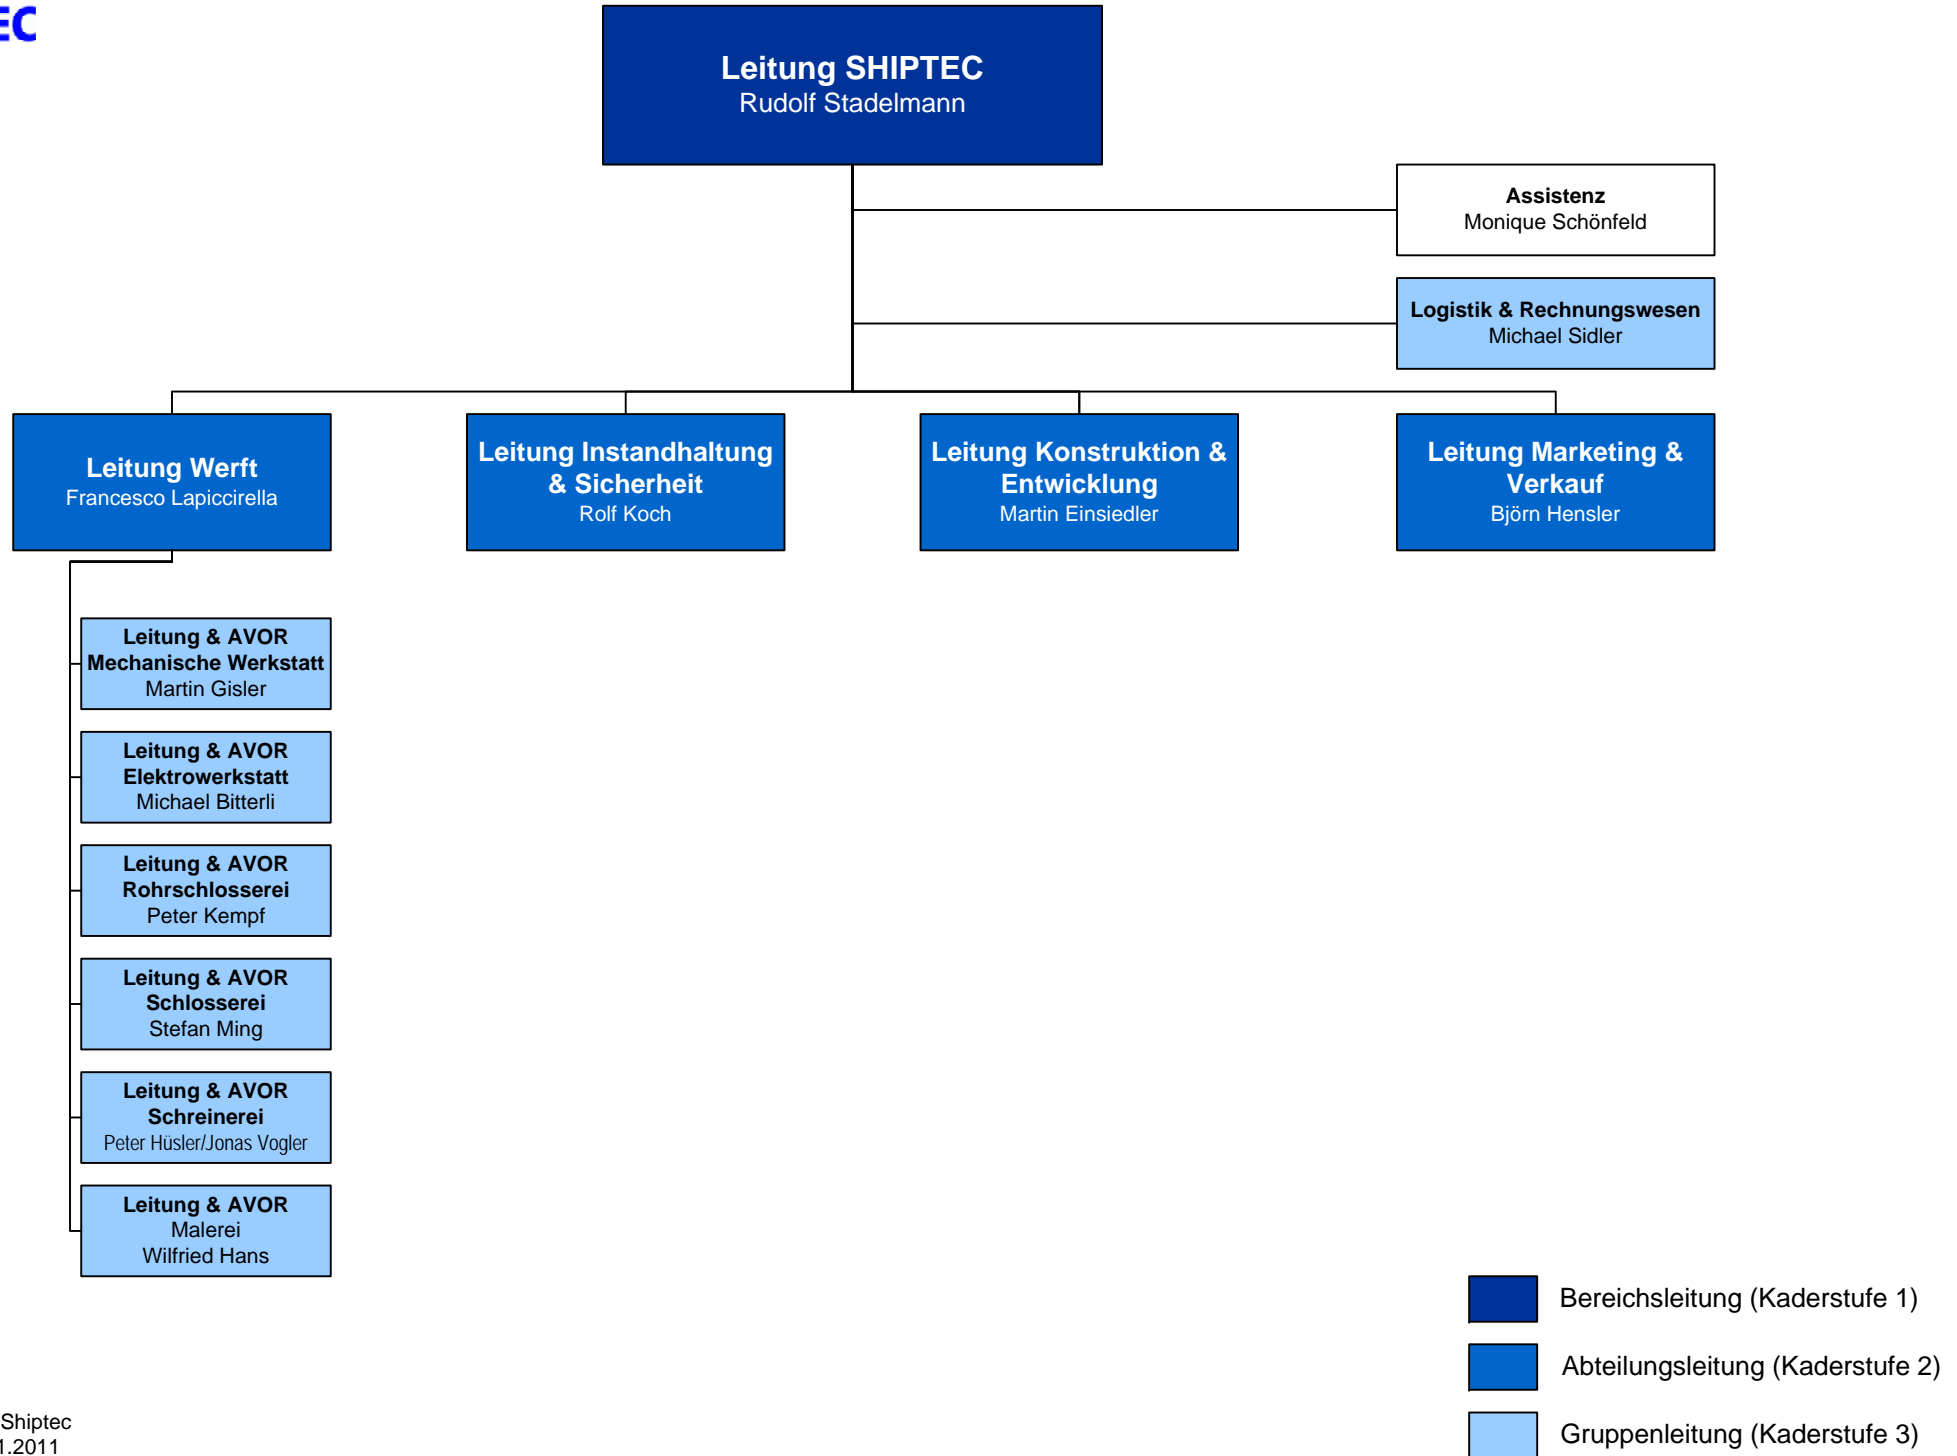 Leitung SHIPTEC
Rudolf Stadelmann
Assistenz
Monique Schönfeld
Logistik & Rechnungswesen
Michael Sidler
Leitung Werft
Francesco Lapiccirella
Leitung Instandhaltung
& Sicherheit
Rolf Koch
Leitung Konstruktion &
Entwicklung
Martin Einsiedler
Leitung Marketing &
Verkauf
Björn Hensler
Leitung & AVOR
Mechanische Werkstatt
Martin Gisler
Leitung & AVOR
Elektrowerkstatt
Michael Bitterli
Leitung & AVOR
Rohrschlosserei
Peter Kempf
Leitung & AVOR
Schlosserei
Stefan Ming
Leitung & AVOR
Schreinerei
Peter Hüsler/Jonas Vogler
Leitung & AVOR
Malerei
Wilfried Hans
Bereichsleitung (Kaderstufe 1)
Abteilungsleitung (Kaderstufe 2)
Gruppenleitung (Kaderstufe 3)
Shiptec
1.2011